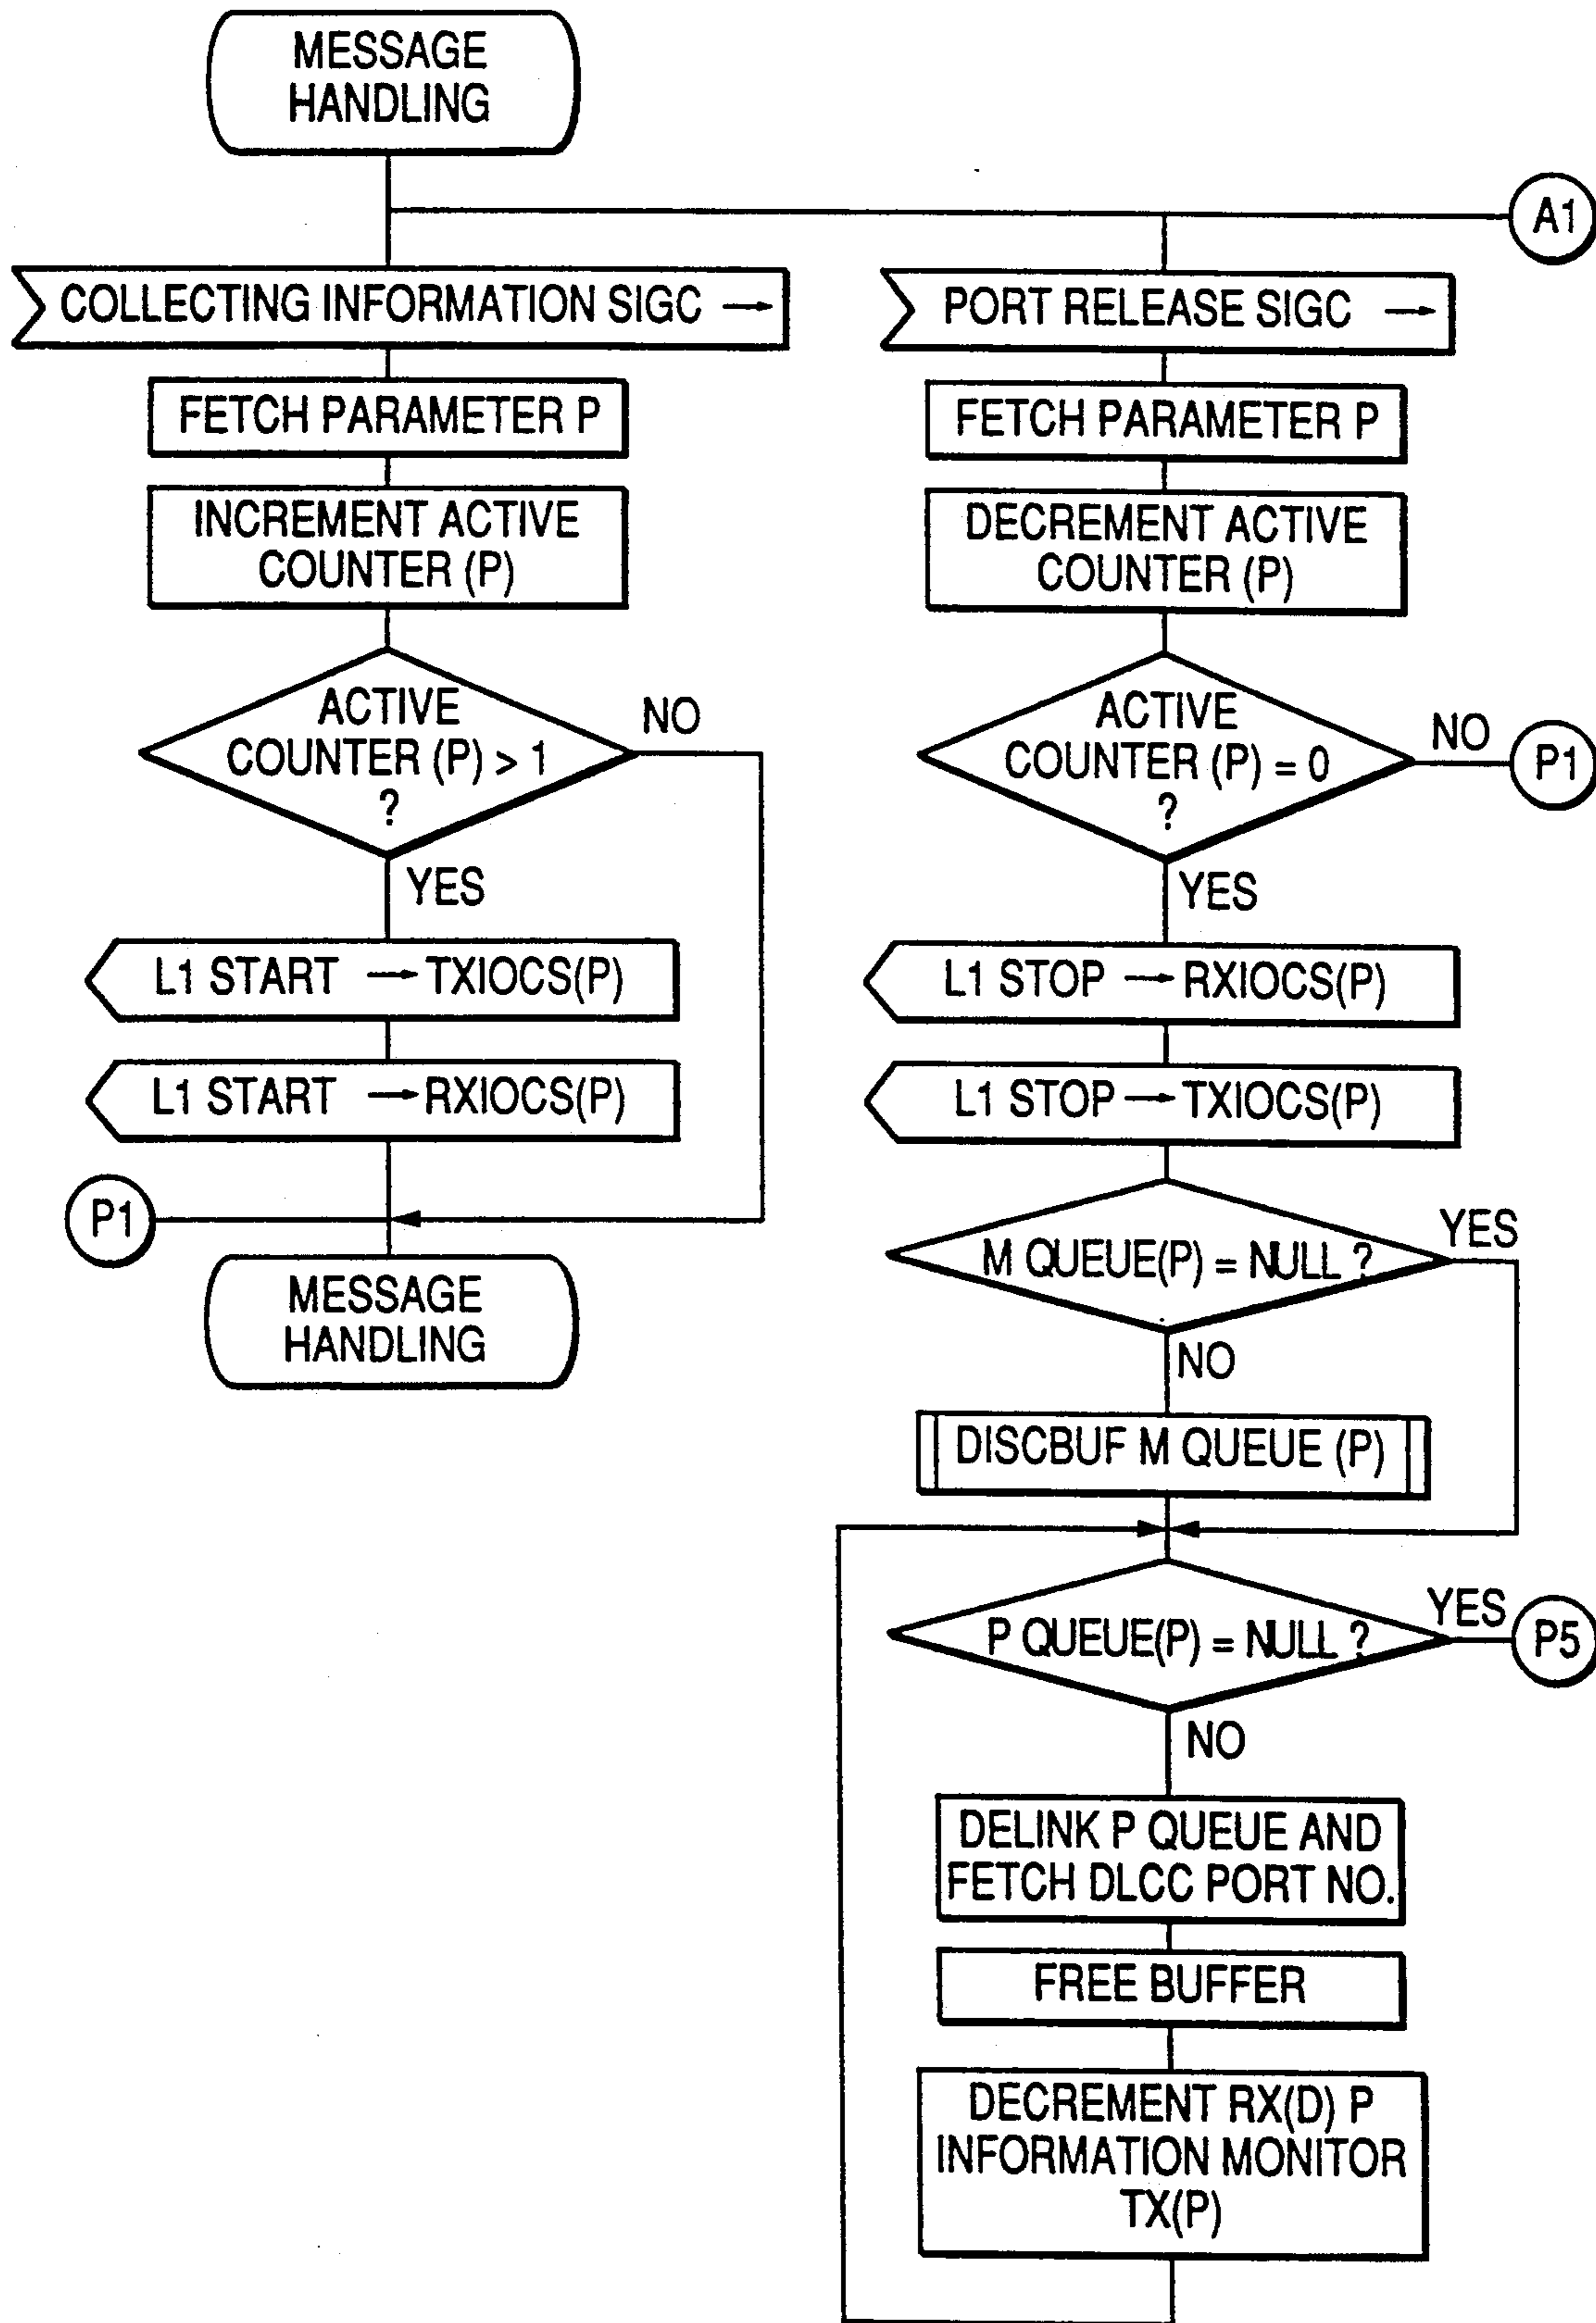 MESSAGE
HANDLING
A1
COLLECTING INFORMATION SIGC →
FETCH PARAMETER P
INCREMENT ACTIVE
COUNTER (P)
ACTIVE
COUNTER (P) > 1
?
NO
YES
L1 START → TXIOCS(P)
L1 START → RXIOCS(P)
P1
MESSAGE
HANDLING
PORT RELEASE SIGC →
FETCH PARAMETER P
DECREMENT ACTIVE
COUNTER (P)
ACTIVE
COUNTER (P) = 0
?
NO
P1
YES
L1 STOP → RXIOCS(P)
L1 STOP → TXIOCS(P)
M QUEUE(P) = NULL ?
YES
NO
DISCBUF M QUEUE (P)
P QUEUE(P) = NULL ?
YES
P5
NO
DELINK P QUEUE AND
FETCH DLCC PORT NO.
FREE BUFFER
DECREMENT RX(D) P
INFORMATION MONITOR
TX(P)